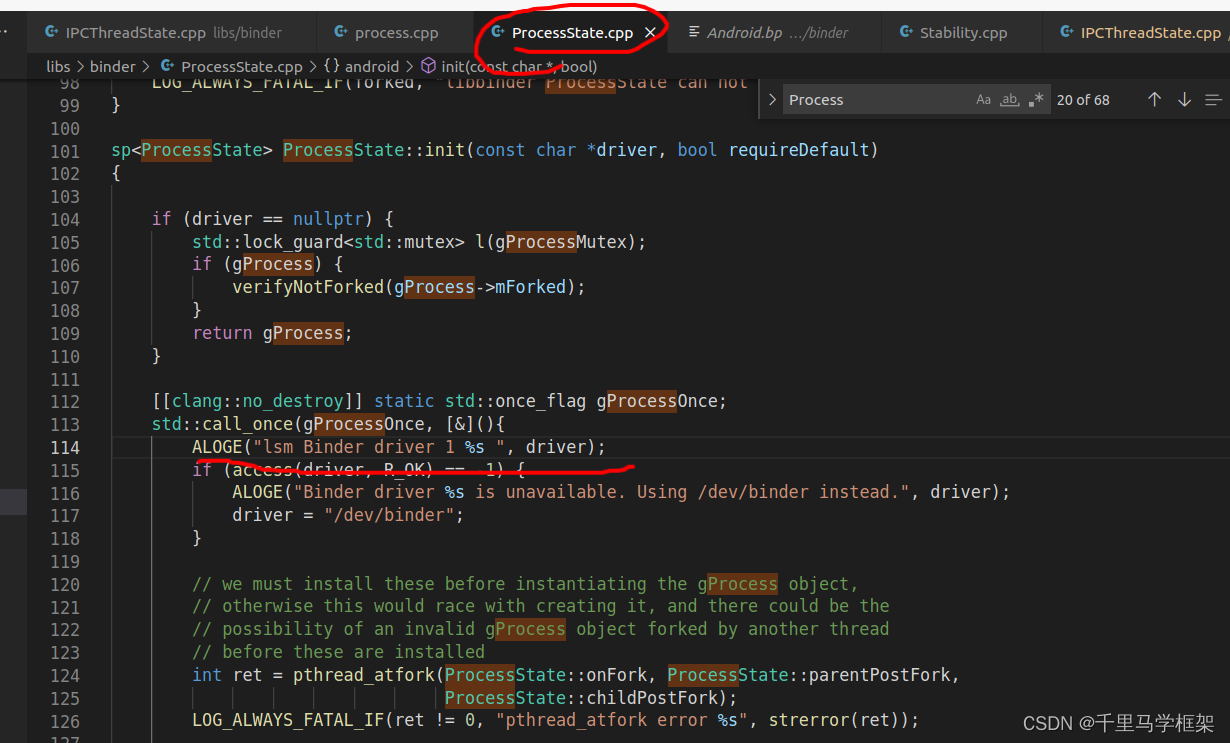 IPCThreadState.cpp libs/binder process.cpp ProcessState.cpp × Android.bp .../binder Stability.cpp IPCThreadState.cpp
libs > binder > ProcessState.cpp > {} android > init(const char *, bool)
98 LOG_ALWAYS_FATAL_IF(forked, "libbinder ProcessState can not
> Process Aa ab .* 20 of 68
99 }
100
101 sp<ProcessState> ProcessState::init(const char *driver, bool requireDefault)
102 {
103
104 if (driver == nullptr) {
105 std::lock_guard<std::mutex> l(gProcessMutex);
106 if (gProcess) {
107 verifyNotForked(gProcess->mForked);
108 }
109 return gProcess;
110 }
111
112 [[clang::no_destroy]] static std::once_flag gProcessOnce;
113 std::call_once(gProcessOnce, [&](){
114 ALOGE("lsm Binder driver 1 %s ", driver);
115 if (access(driver, R_OK) == -1) {
116 ALOGE("Binder driver %s is unavailable. Using /dev/binder instead.", driver);
117 driver = "/dev/binder";
118 }
119
120 // we must install these before instantiating the gProcess object,
121 // otherwise this would race with creating it, and there could be the
122 // possibility of an invalid gProcess object forked by another thread
123 // before these are installed
124 int ret = pthread_atfork(ProcessState::onFork, ProcessState::parentPostFork,
125 ProcessState::childPostFork);
126 LOG_ALWAYS_FATAL_IF(ret != 0, "pthread_atfork error %s", strerror(ret));
127
CSDN @千里马学框架